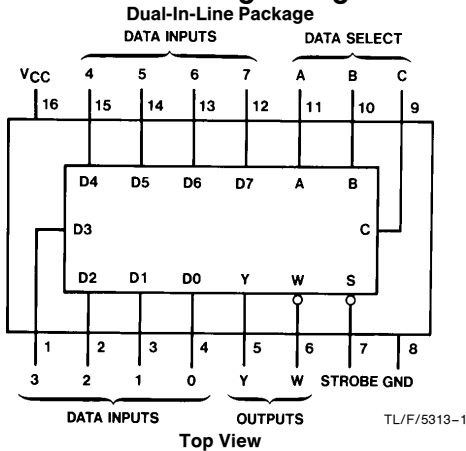 Dual-In-Line Package
DATA INPUTS DATA SELECT
VCC 4 5 6 7 A B C
16 15 14 13 12 11 10 9
D4 D5 D6 D7 A B
D3 C
D2 D1 D0 Y W S
1 2 3 4 5 6 7 8
3 2 1 0 Y W STROBE GND
DATA INPUTS OUTPUTS TL/F/5313–1
Top View